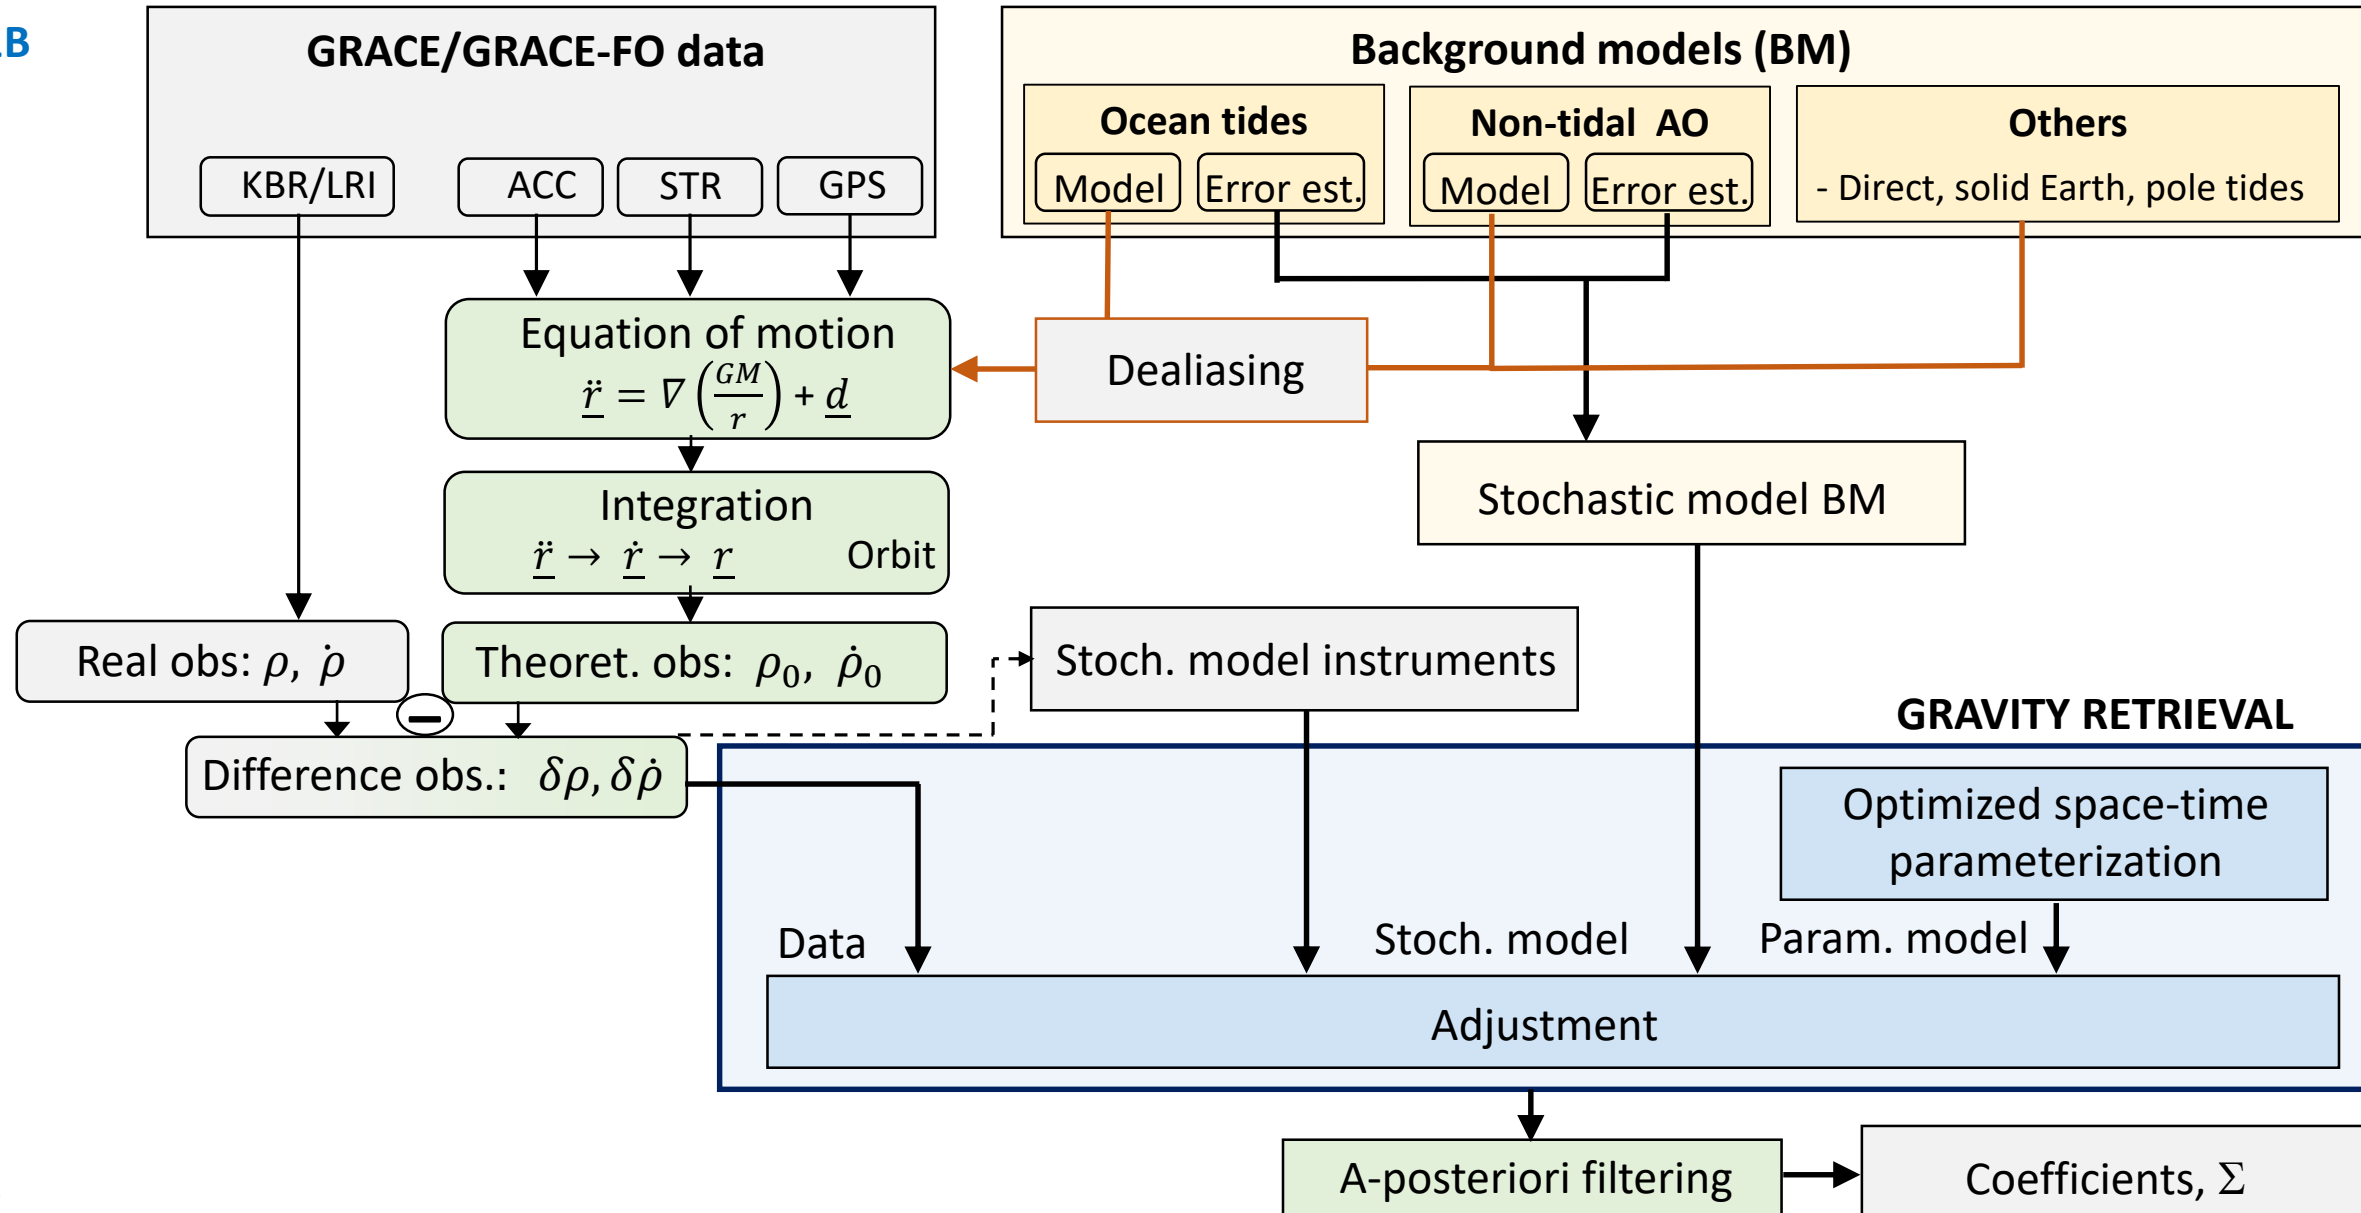 LB
GRACE/GRACE-FO data
KBR/LRI
ACC
STR
GPS
Background models (BM)
Ocean tides
Model
Error est.
Non-tidal AO
Model
Error est.
Others
- Direct, solid Earth, pole tides
Equation of motion
r̈ = ∇ (GM/r) + d
Dealiasing
Integration
r̈ → ṙ → r Orbit
Stochastic model BM
Real obs: ρ, ρ̇
Theoret. obs: ρ₀, ρ̇₀
Stoch. model instruments
−
Difference obs.: δρ, δρ̇
GRAVITY RETRIEVAL
Optimized space-time
parameterization
Data
Stoch. model
Param. model
Adjustment
A-posteriori filtering
Coefficients, Σ